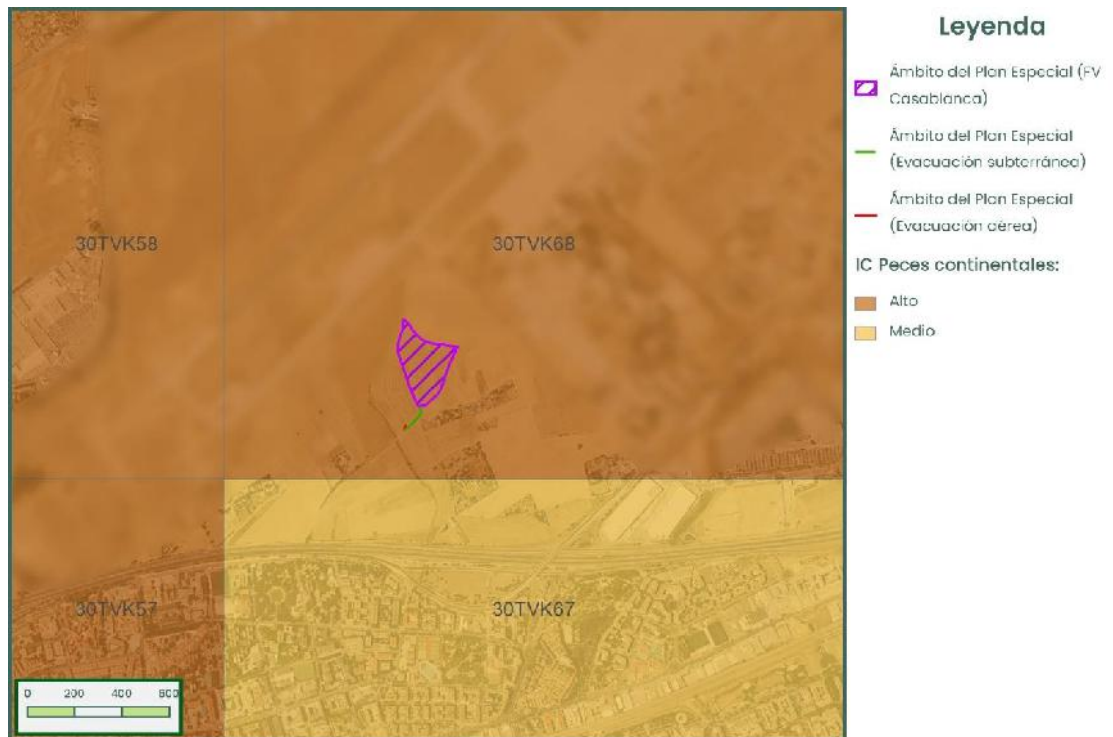 Leyenda
Ámbito del Plan Especial (FV
Casablanca)
Ámbito del Plan Especial
(Evacuación subterránea)
Ámbito del Plan Especial
(Evacuación aérea)
IC Peces continentales:
Alto
Medio
30TVK58
30TVK68
30TVK57
30TVK67
0 200 400 600